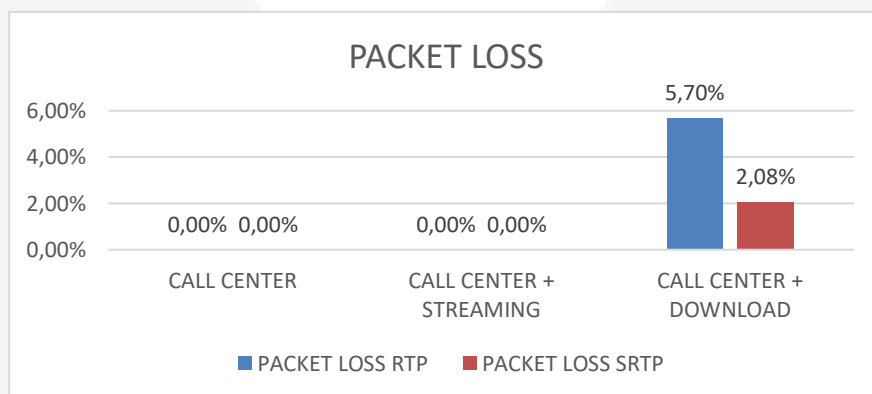 PACKET LOSS
5,70%
6,00%
4,00%
2,08%
2,00%
0,00% 0,00% 0,00% 0,00%
0,00%
CALL CENTER CALL CENTER + CALL CENTER +
STREAMING DOWNLOAD
PACKET LOSS RTP PACKET LOSS SRTP